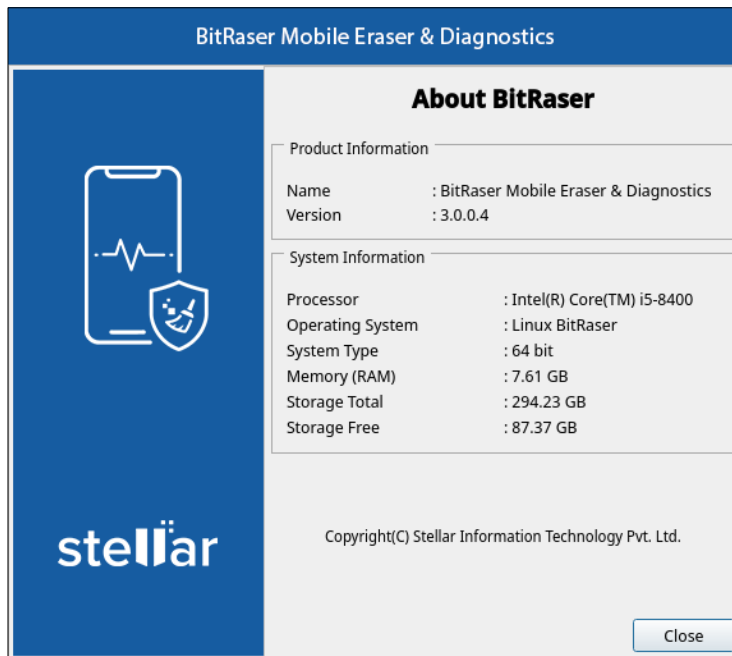 BitRaser Mobile Eraser & Diagnostics
About BitRaser
Product Information
Name : BitRaser Mobile Eraser & Diagnostics
Version : 3.0.0.4
System Information
Processor : Intel(R) Core(TM) i5-8400
Operating System : Linux BitRaser
System Type : 64 bit
Memory (RAM) : 7.61 GB
Storage Total : 294.23 GB
Storage Free : 87.37 GB
stellar
Copyright(C) Stellar Information Technology Pvt. Ltd.
Close